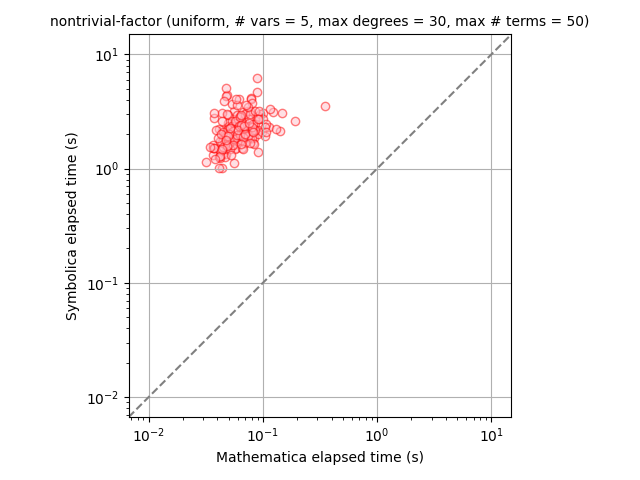 nontrivial-factor (uniform, # vars = 5, max degrees = 30, max # terms = 50)
10¹
10⁰
10⁻¹
10⁻²
Symbolica elapsed time (s)
10⁻² 10⁻¹ 10⁰ 10¹
Mathematica elapsed time (s)